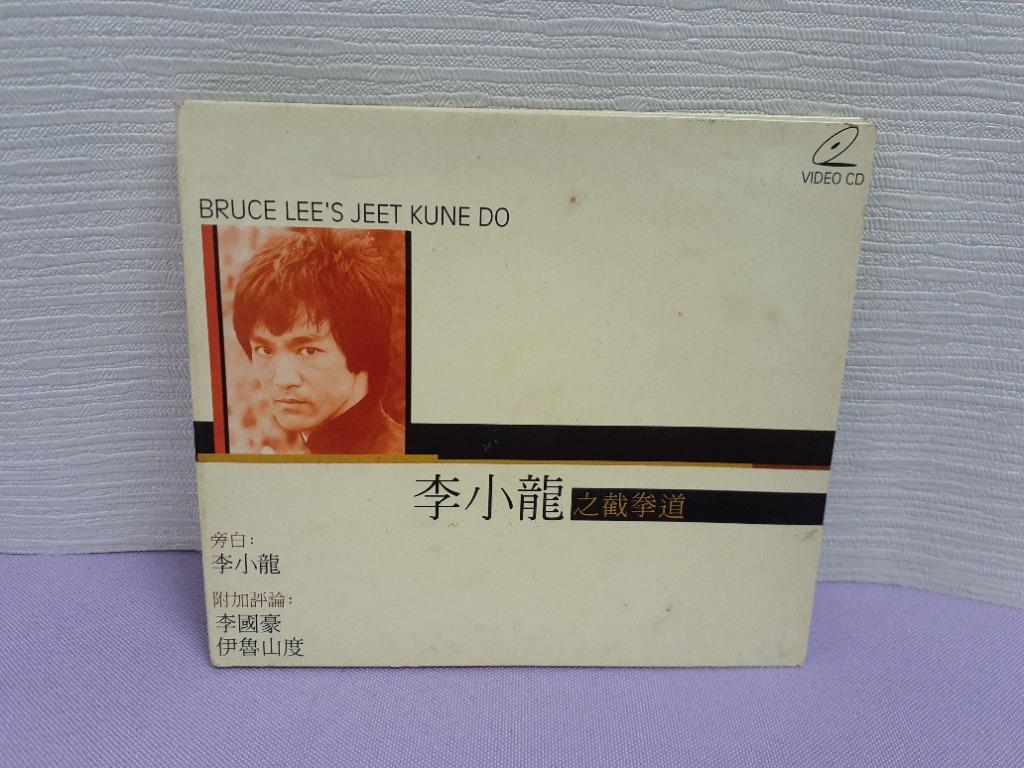 VIDEO CD
BRUCE LEE'S JEET KUNE DO
李小龍之截拳道
旁白:
李小龍
附加評論:
李國豪
伊魯山度